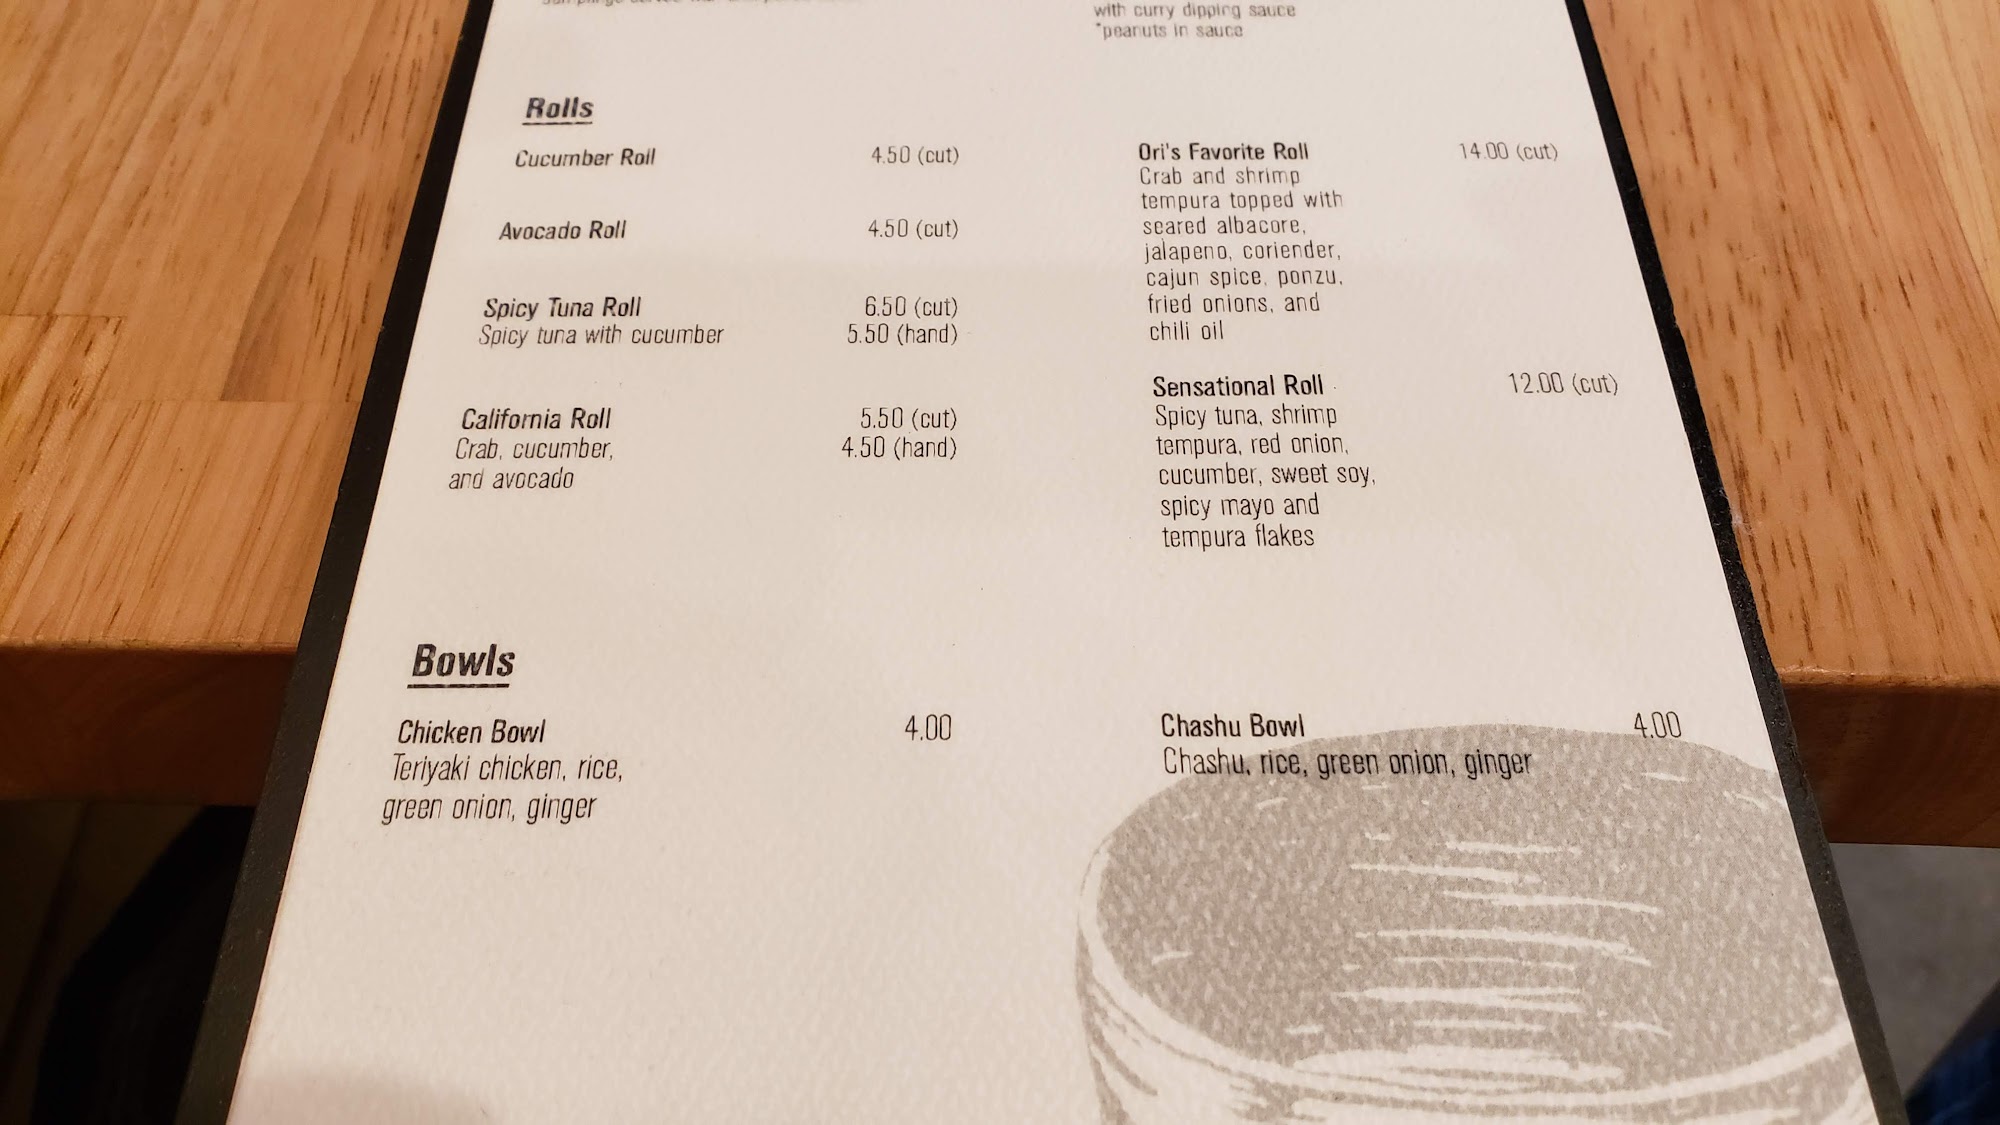 with curry dipping sauce
*peanuts in sauce
Rolls
Cucumber Roll 4.50 (cut)
Avocado Roll 4.50 (cut)
Spicy Tuna Roll 6.50 (cut)
Spicy tuna with cucumber 5.50 (hand)
California Roll 5.50 (cut)
Crab, cucumber, 4.50 (hand)
and avocado
Ori's Favorite Roll 14.00 (cut)
Crab and shrimp
tempura topped with
seared albacore,
jalapeno, coriender,
cajun spice, ponzu,
fried onions, and
chili oil
Sensational Roll 12.00 (cut)
Spicy tuna, shrimp
tempura, red onion,
cucumber, sweet soy,
spicy mayo and
tempura flakes
Bowls
Chicken Bowl 4.00
Teriyaki chicken, rice,
green onion, ginger
Chashu Bowl 4.00
Chashu, rice, green onion, ginger